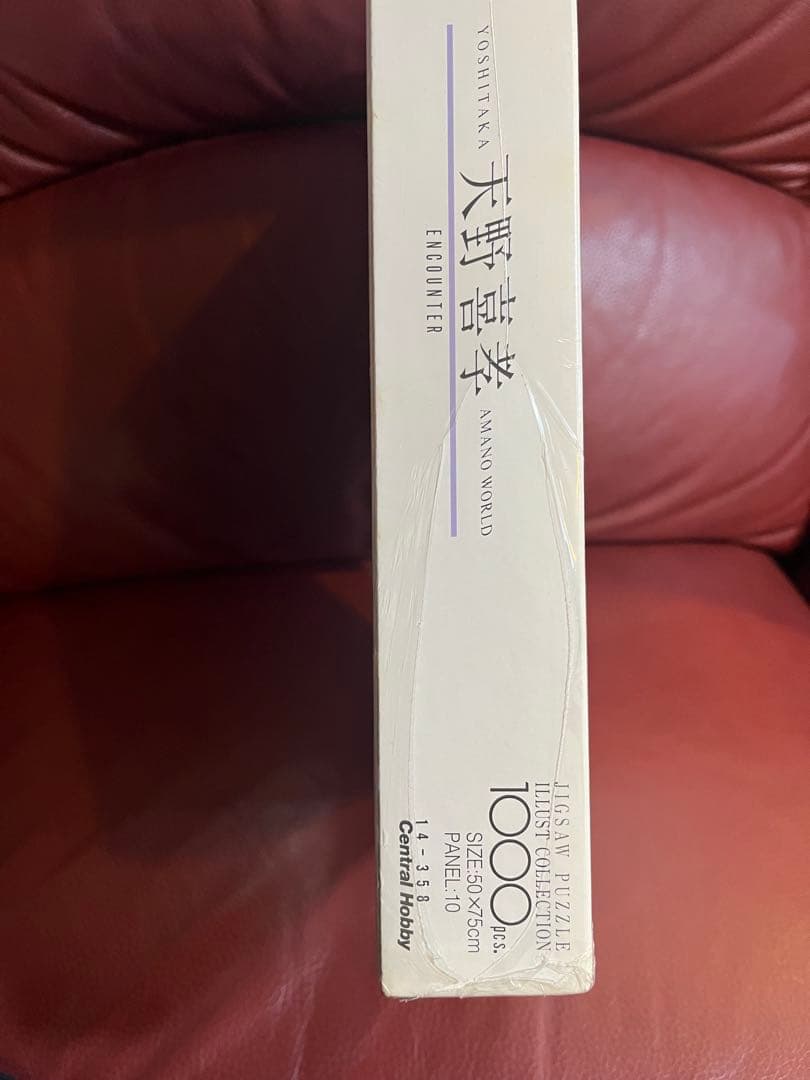 YOSHITAKA 天野喜孝 AMANO WORLD
ENCOUNTER
JIGSAW PUZZLE
ILLUST COLLECTION
1000pcs.
SIZE:50×75cm
PANEL:10
14-358
Central Hobby